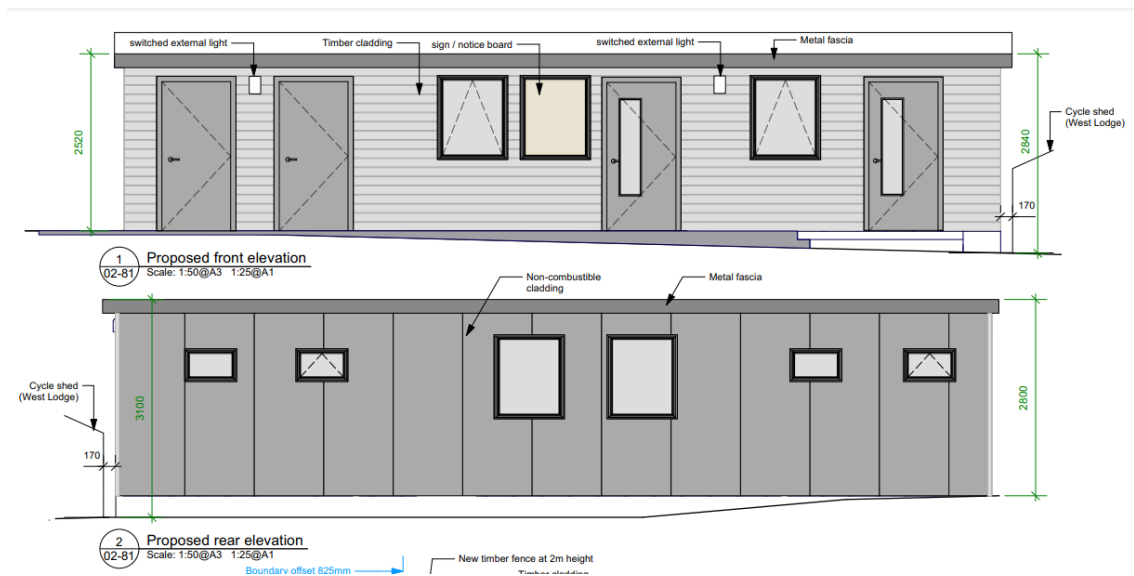 switched external light
Timber cladding
sign / notice board
switched external light
Metal fascia
Cycle shed
(West Lodge)
2520
2840
170
1
02-81
Proposed front elevation
Scale: 1:50@A3 1:25@A1
Non-combustible
cladding
Metal fascia
Cycle shed
(West Lodge)
3100
2800
170
2
02-81
Proposed rear elevation
Scale: 1:50@A3 1:25@A1
Boundary offset 825mm
New timber fence at 2m height
Timber cladding